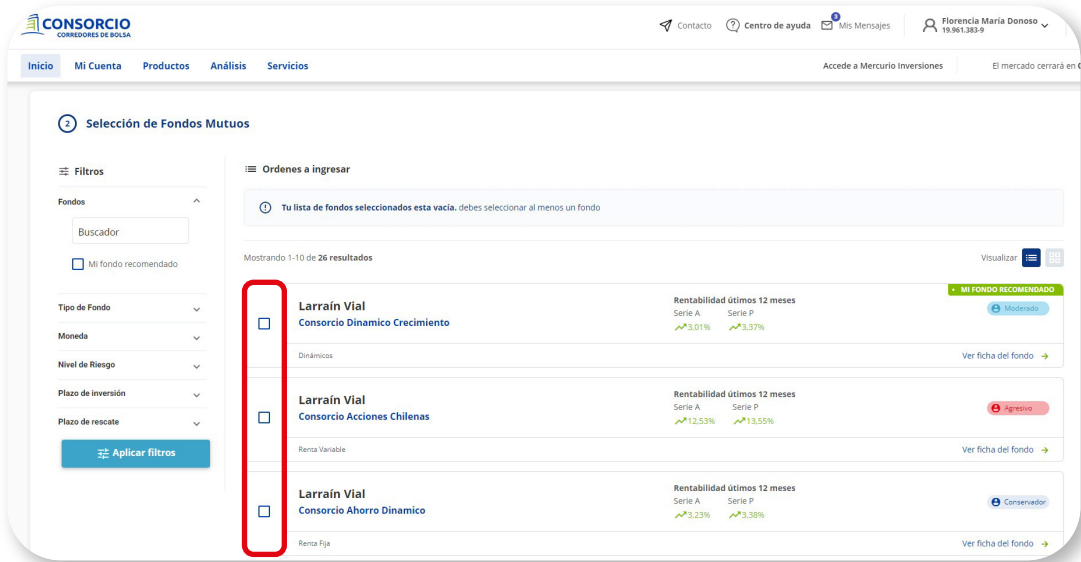 CONSORCIO
CORREDORES DE BOLSA
Contacto
Centro de ayuda
3
Mis Mensajes
Florencia María Donoso
19.961.383-9
Inicio
Mi Cuenta
Productos
Análisis
Servicios
Accede a Mercurio Inversiones
El mercado cerrará en
2 Selección de Fondos Mutuos
Filtros
Fondos
Buscador
Mi fondo recomendado
Tipo de Fondo
Moneda
Nivel de Riesgo
Plazo de inversión
Plazo de rescate
Aplicar filtros
Ordenes a ingresar
Tu lista de fondos seleccionados esta vacía. debes seleccionar al menos un fondo
Mostrando 1-10 de 26 resultados
Visualizar
• MI FONDO RECOMENDADO
Larraín Vial
Consorcio Dinamico Crecimiento
Rentabilidad útimos 12 meses
Serie A Serie P
3,01% 3,37%
Moderado
Dinámicos
Ver ficha del fondo
Larraín Vial
Consorcio Acciones Chilenas
Rentabilidad útimos 12 meses
Serie A Serie P
12,53% 13,55%
Agresivo
Renta Variable
Ver ficha del fondo
Larraín Vial
Consorcio Ahorro Dinamico
Rentabilidad útimos 12 meses
Serie A Serie P
3,23% 3,38%
Conservador
Renta Fija
Ver ficha del fondo